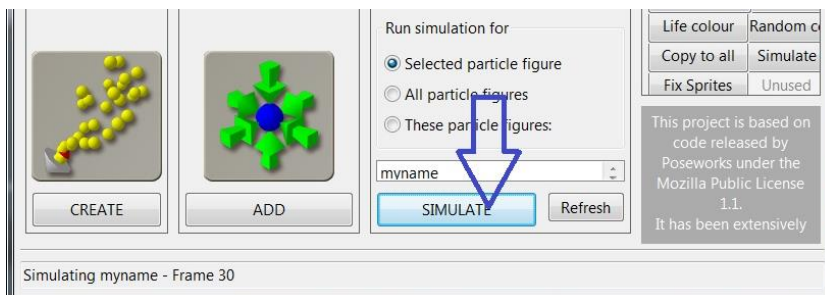 CREATE
ADD
Run simulation for
Selected particle figure
All particle figures
These particle figures:
myname
SIMULATE
Refresh
Life colour
Random c
Copy to all
Simulate
Fix Sprites
Unused
This project is based on
code released by
Poseworks under the
Mozilla Public License
1.1.
It has been extensively
Simulating myname - Frame 30